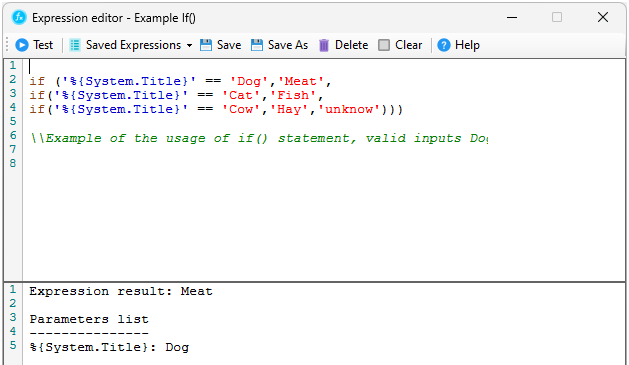 Expression editor - Example If()
Test Saved Expressions Save Save As Delete Clear Help
1
2 if ('%{System.Title}' == 'Dog','Meat',
3 if('%{System.Title}' == 'Cat','Fish',
4 if('%{System.Title}' == 'Cow','Hay','unknow')))
5
6 \\Example of the usage of if() statement, valid inputs
7
8
1 Expression result: Meat
2
3 Parameters list
4 ---------------
5 %{System.Title}: Dog